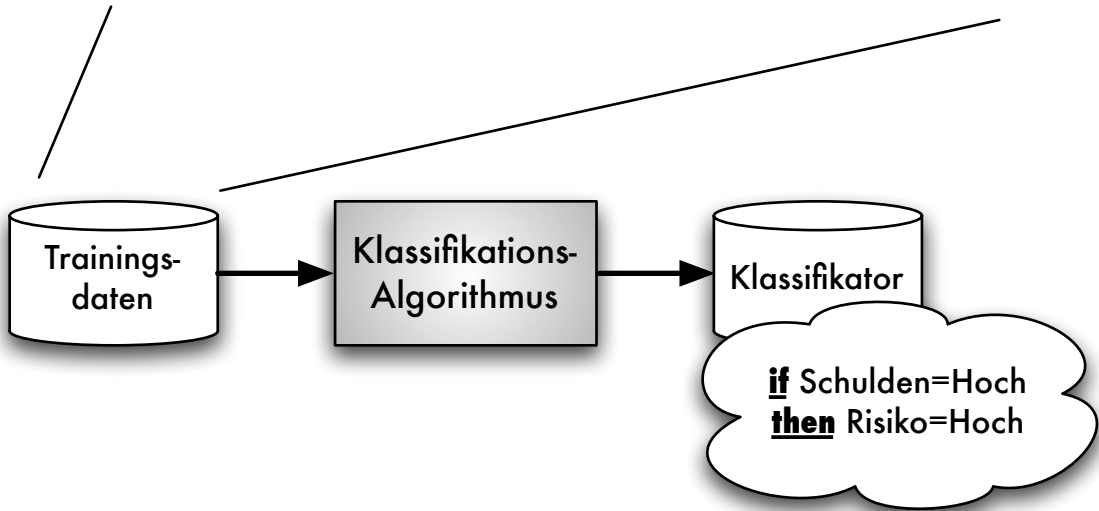 Trainings-
daten
Klassifikations-
Algorithmus
Klassifikator
if Schulden=Hoch
then Risiko=Hoch